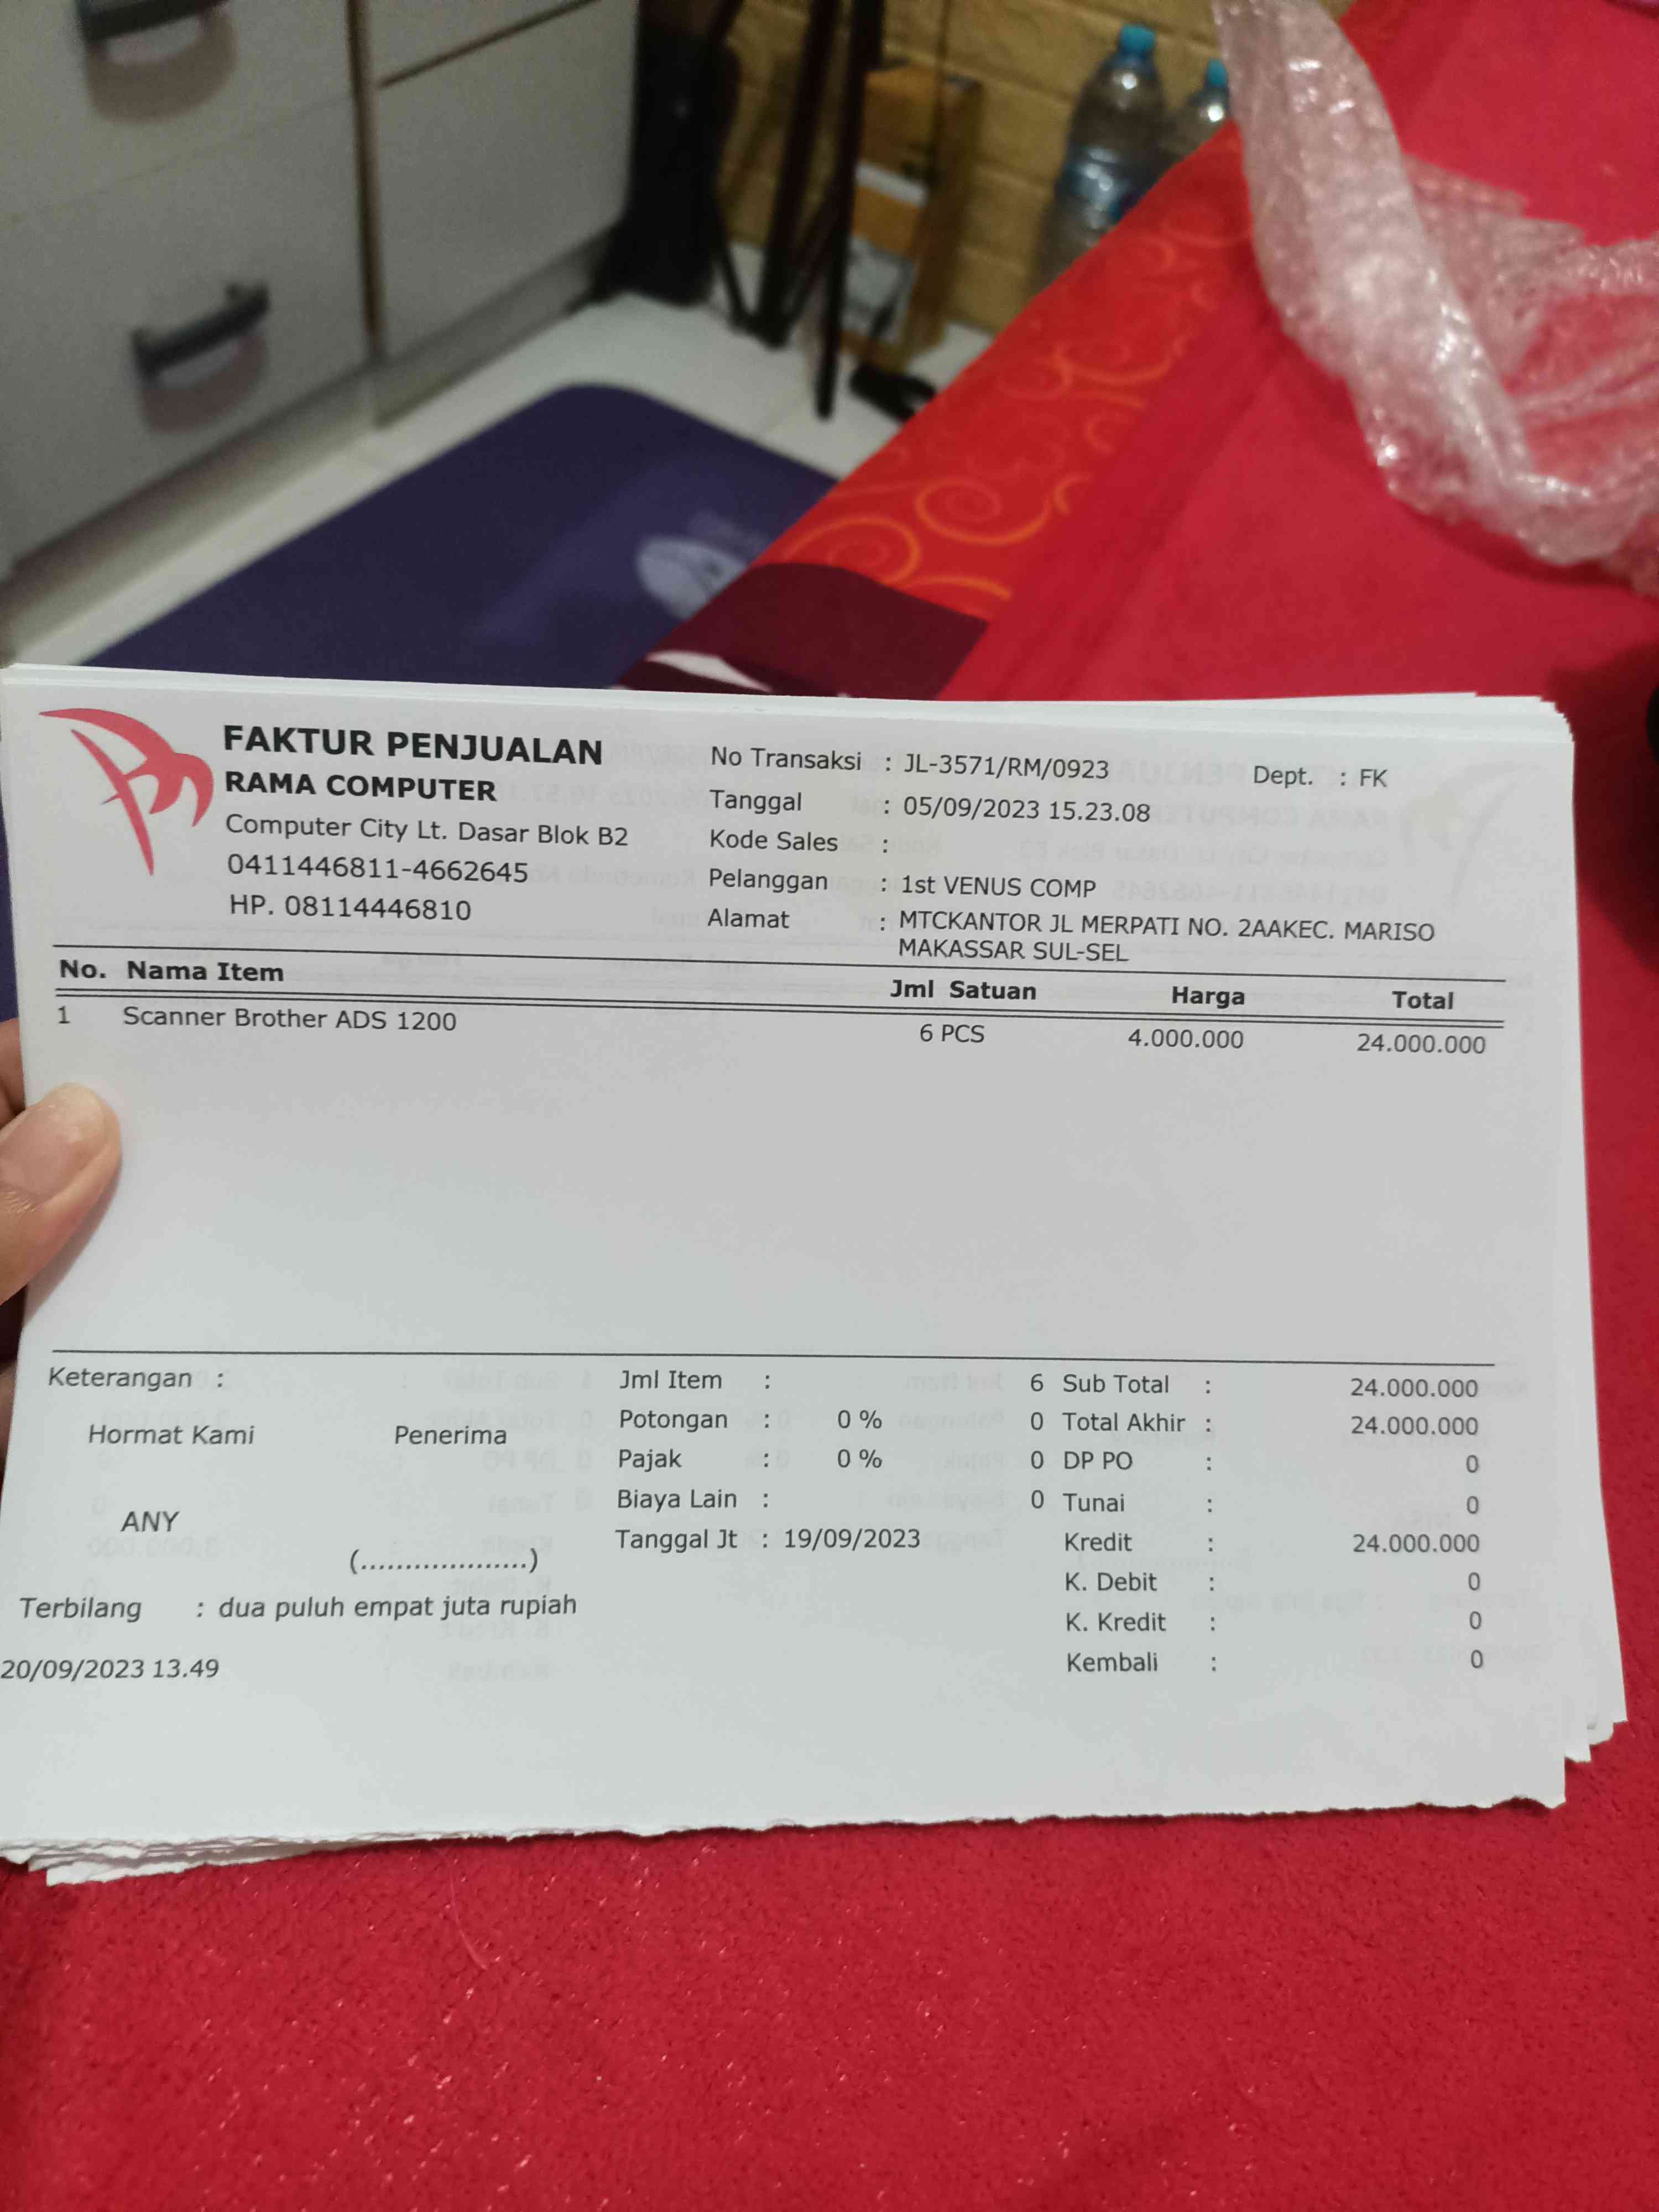 FAKTUR PENJUALAN
RAMA COMPUTER
Computer City Lt. Dasar Blok B2
0411446811-4662645
HP. 08114446810
No Transaksi : JL-3571/RM/0923 Dept. : FK
Tanggal : 05/09/2023 15.23.08
Kode Sales :
Pelanggan : 1st VENUS COMP
Alamat : MTCKANTOR JL MERPATI NO. 2AAKEC. MARISO
MAKASSAR SUL-SEL
No. Nama Item Jml Satuan Harga Total
1 Scanner Brother ADS 1200 6 PCS 4.000.000 24.000.000
Keterangan :
Hormat Kami Penerima
ANY
(...................)
Terbilang : dua puluh empat juta rupiah
20/09/2023 13.49
Jml Item : 6
Potongan : 0 % 0
Pajak : 0 % 0
Biaya Lain : 0
Tanggal Jt : 19/09/2023
Sub Total : 24.000.000
Total Akhir : 24.000.000
DP PO : 0
Tunai : 0
Kredit : 24.000.000
K. Debit : 0
K. Kredit : 0
Kembali : 0